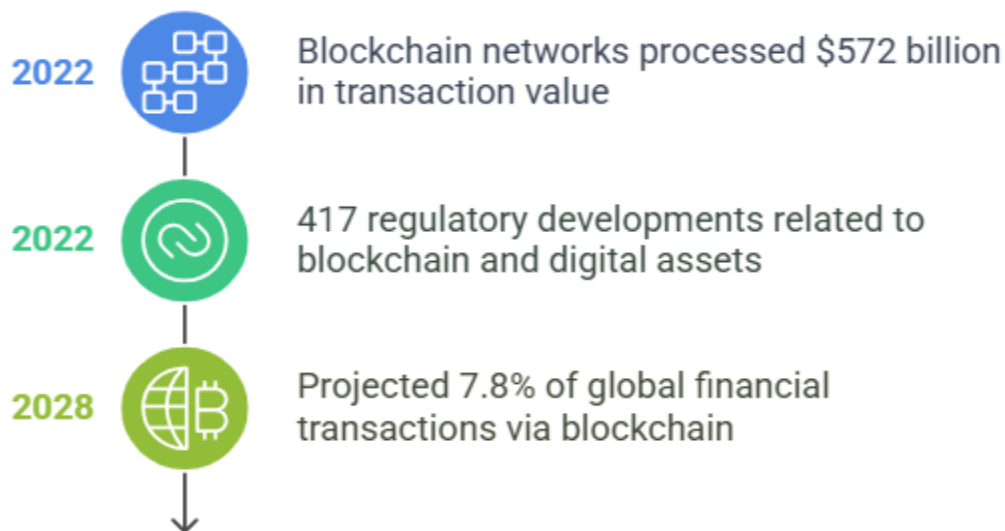 2022
Blockchain networks processed $572 billion
in transaction value
2022
417 regulatory developments related to
blockchain and digital assets
2028
Projected 7.8% of global financial
transactions via blockchain